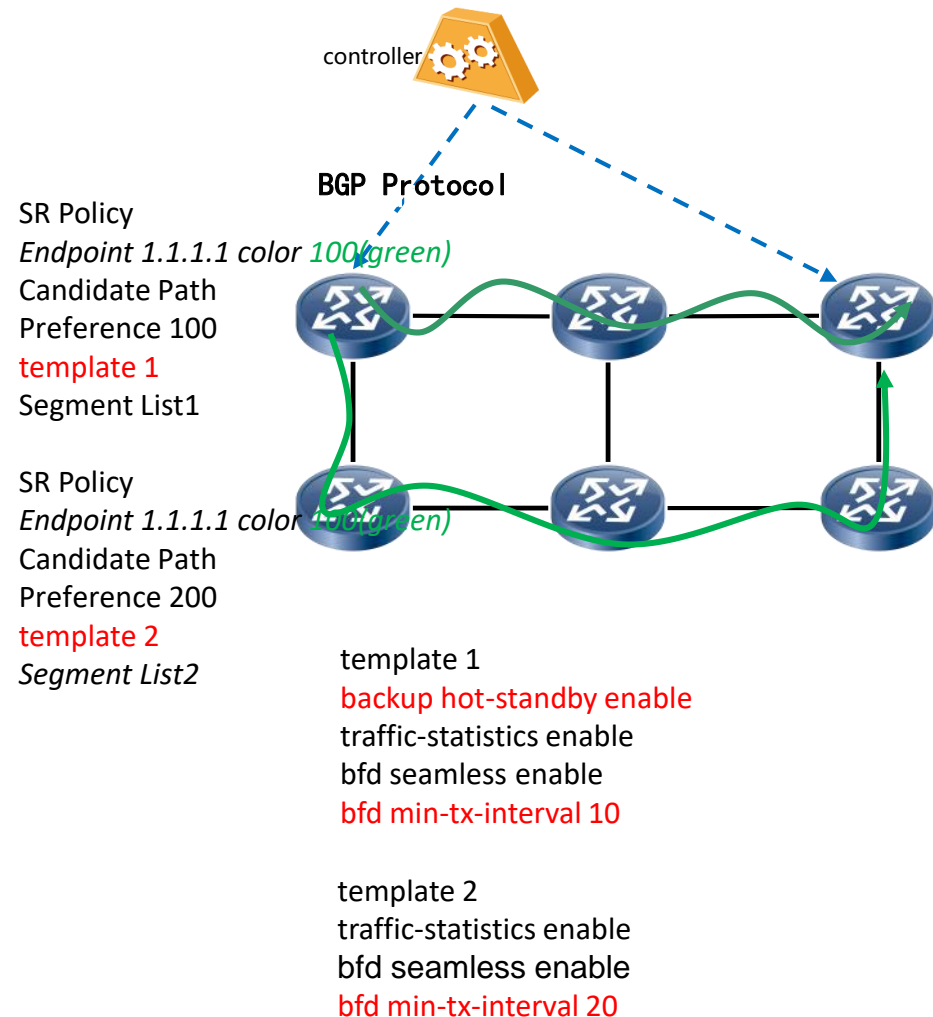 controller
BGP Protocol
SR Policy
Endpoint 1.1.1.1 color 100(green)
Candidate Path
Preference 100
template 1
Segment List1
SR Policy
Endpoint 1.1.1.1 color 100(green)
Candidate Path
Preference 200
template 2
Segment List2
template 1
backup hot-standby enable
traffic-statistics enable
bfd seamless enable
bfd min-tx-interval 10
template 2
traffic-statistics enable
bfd seamless enable
bfd min-tx-interval 20